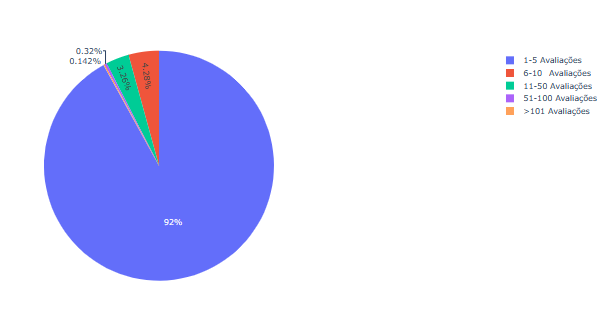 0.32%
0.142%
3.26%
4.28%
92%
1-5 Avaliações
6-10 Avaliações
11-50 Avaliações
51-100 Avaliações
>101 Avaliações